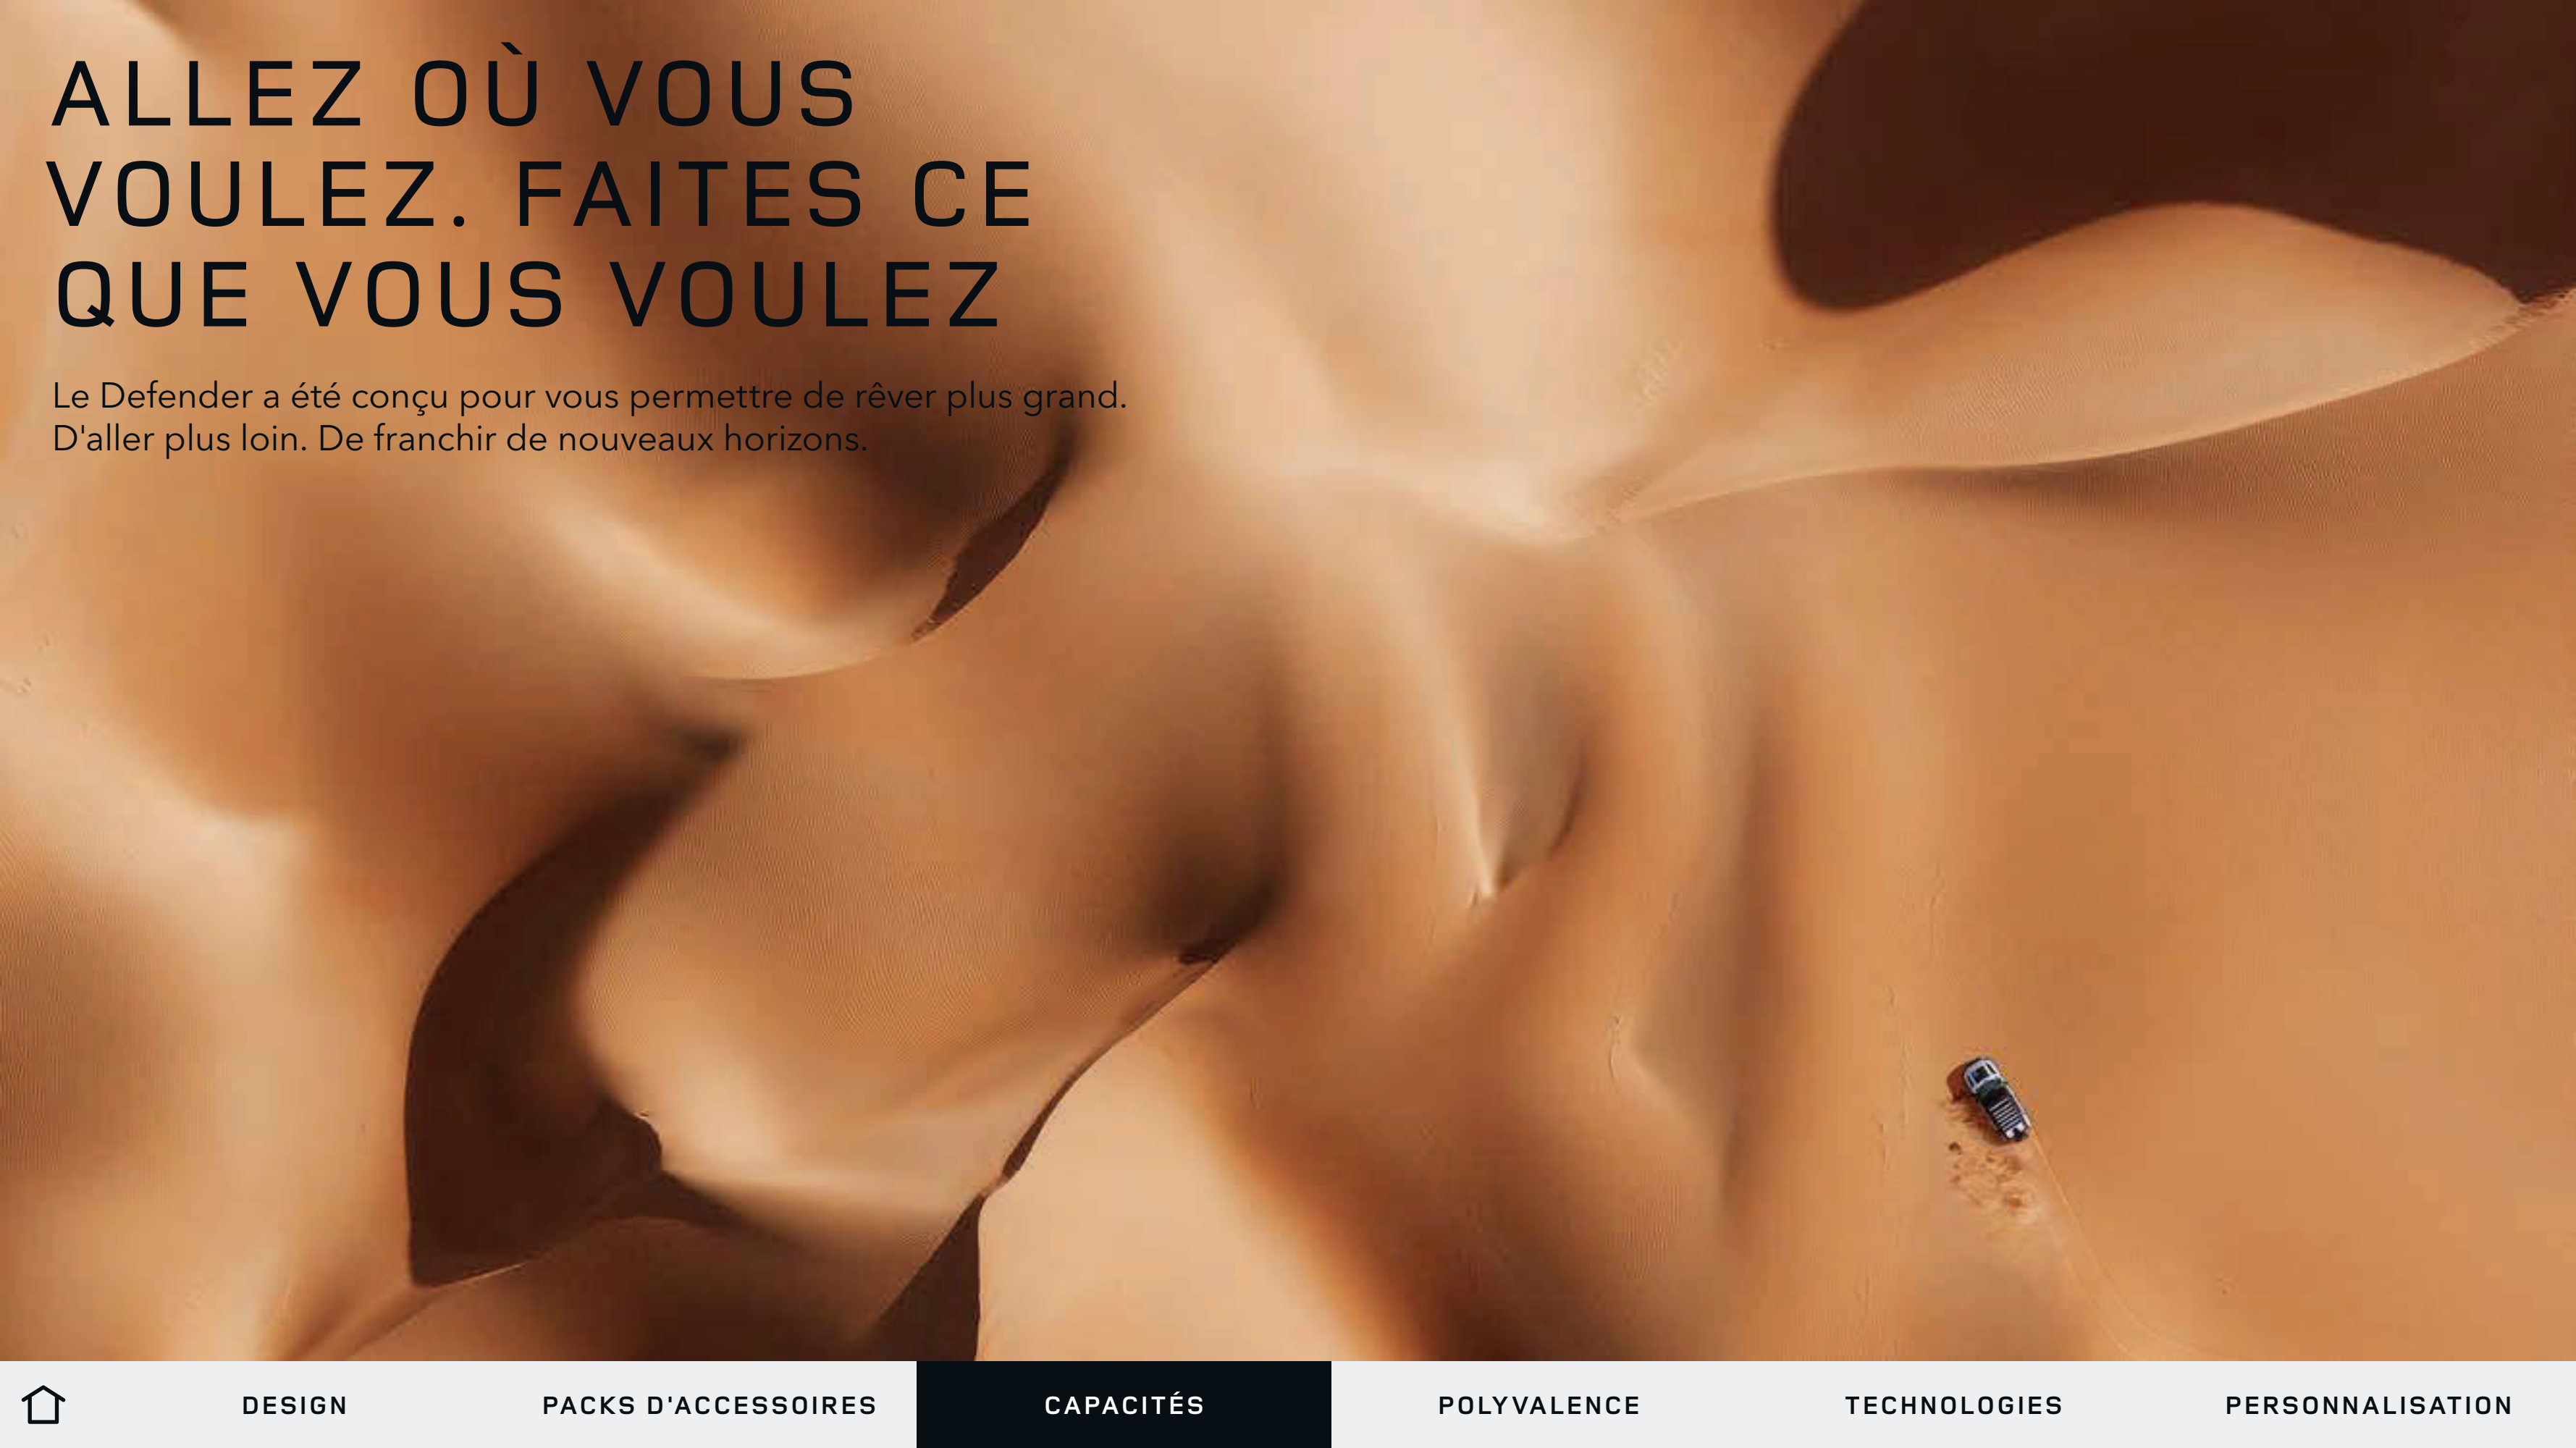 ALLEZ OÙ VOUS
VOULEZ. FAITES CE
QUE VOUS VOULEZ
Le Defender a été conçu pour vous permettre de rêver plus grand.
D'aller plus loin. De franchir de nouveaux horizons.
DESIGN
PACKS D'ACCESSOIRES
CAPACITÉS
POLYVALENCE
TECHNOLOGIES
PERSONNALISATION